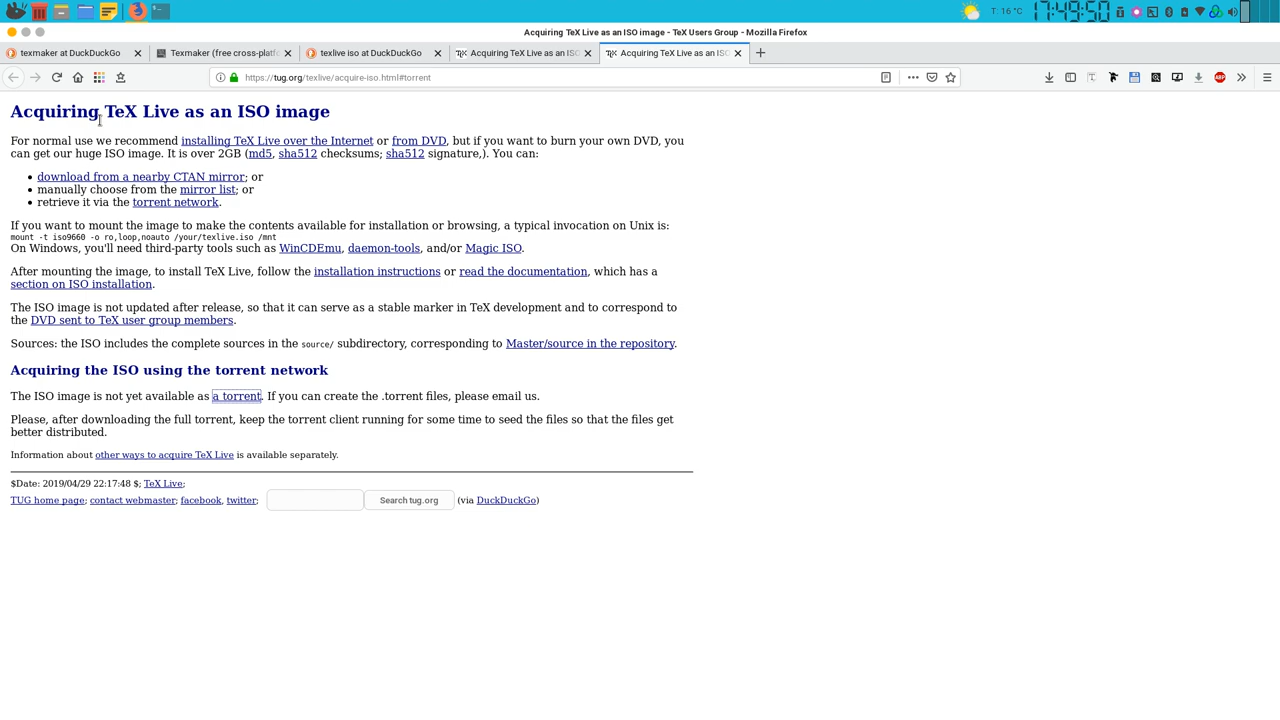 T: 16 °C 17:49:50
Acquiring TeX Live as an ISO image - TeX Users Group - Mozilla Firefox
texmaker at DuckDuckGo
Texmaker (free cross-platf
texlive iso at DuckDuckGo
Acquiring TeX Live as an ISO
Acquiring TeX Live as an ISO
https://tug.org/texlive/acquire-iso.html#torrent
Acquiring TeX Live as an ISO image
For normal use we recommend installing TeX Live over the Internet or from DVD, but if you want to burn your own DVD, you
can get our huge ISO image. It is over 2GB (md5, sha512 checksums; sha512 signature,). You can:
• download from a nearby CTAN mirror; or
• manually choose from the mirror list; or
• retrieve it via the torrent network.
If you want to mount the image to make the contents available for installation or browsing, a typical invocation on Unix is:
mount -t iso9660 -o ro,loop,noauto /your/texlive.iso /mnt
On Windows, you'll need third-party tools such as WinCDEmu, daemon-tools, and/or Magic ISO.
After mounting the image, to install TeX Live, follow the installation instructions or read the documentation, which has a
section on ISO installation.
The ISO image is not updated after release, so that it can serve as a stable marker in TeX development and to correspond to
the DVD sent to TeX user group members.
Sources: the ISO includes the complete sources in the source/ subdirectory, corresponding to Master/source in the repository.
Acquiring the ISO using the torrent network
The ISO image is not yet available as a torrent. If you can create the .torrent files, please email us.
Please, after downloading the full torrent, keep the torrent client running for some time to seed the files so that the files get
better distributed.
Information about other ways to acquire TeX Live is available separately.
$Date: 2019/04/29 22:17:48 $; TeX Live;
TUG home page; contact webmaster; facebook, twitter; Search tug.org (via DuckDuckGo)